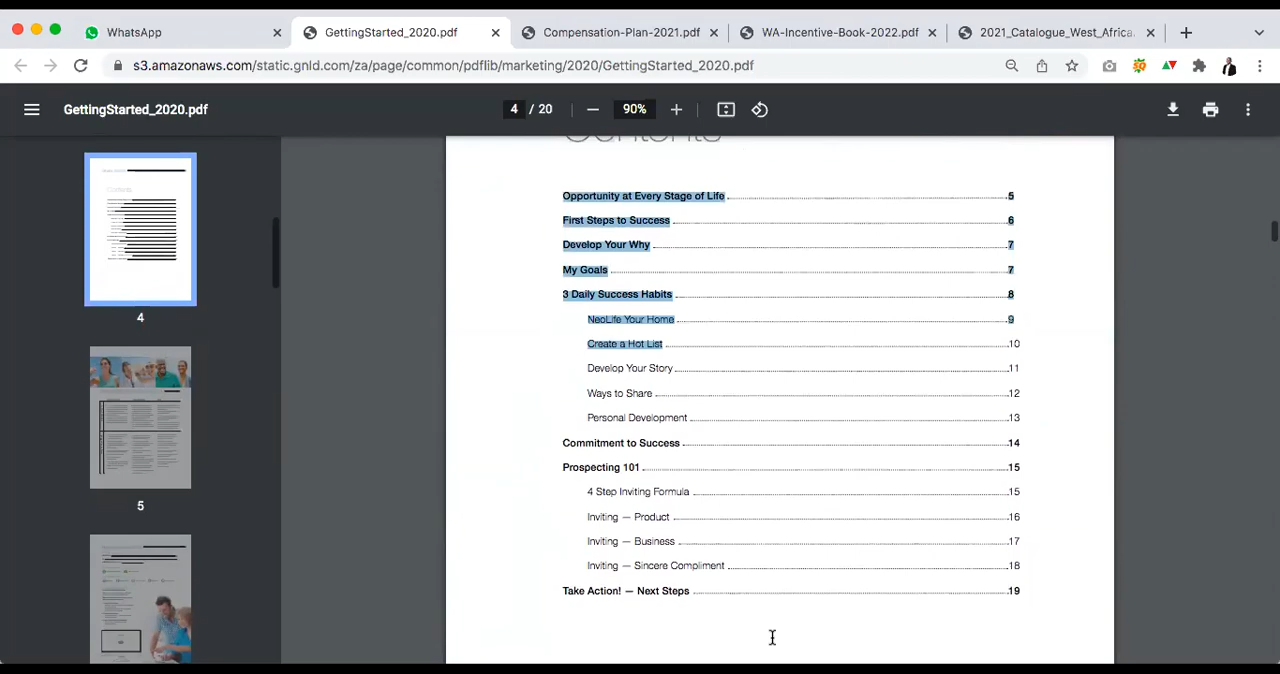 WhatsApp
GettingStarted_2020.pdf
Compensation-Plan-2021.pdf
WA-Incentive-Book-2022.pdf
2021_Catalogue_West_Africa.
s3.amazonaws.com/static.gnld.com/za/page/common/pdflib/marketing/2020/GettingStarted_2020.pdf
GettingStarted_2020.pdf
4 / 20
90%
Contents
Opportunity at Every Stage of Life 5
First Steps to Success 6
Develop Your Why 7
My Goals 7
3 Daily Success Habits 8
NeoLife Your Home 9
Create a Hot List 10
Develop Your Story 11
Ways to Share 12
Personal Development 13
Commitment to Success 14
Prospecting 101 15
4 Step Inviting Formula 15
Inviting — Product 16
Inviting — Business 17
Inviting — Sincere Compliment 18
Take Action! — Next Steps 19
4
5